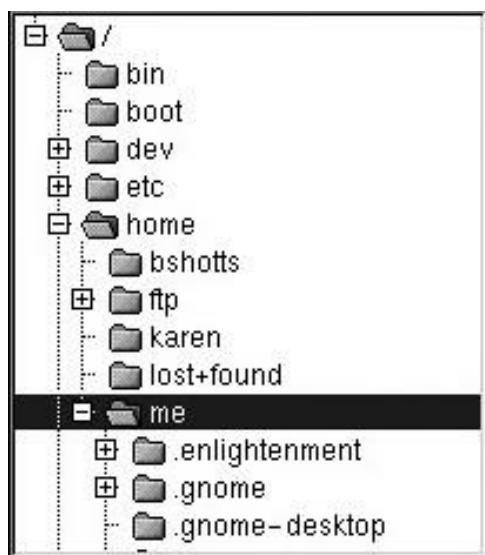 /
bin
boot
dev
etc
home
bshotts
ftp
karen
lost+found
me
.enlightenment
.gnome
.gnome-desktop